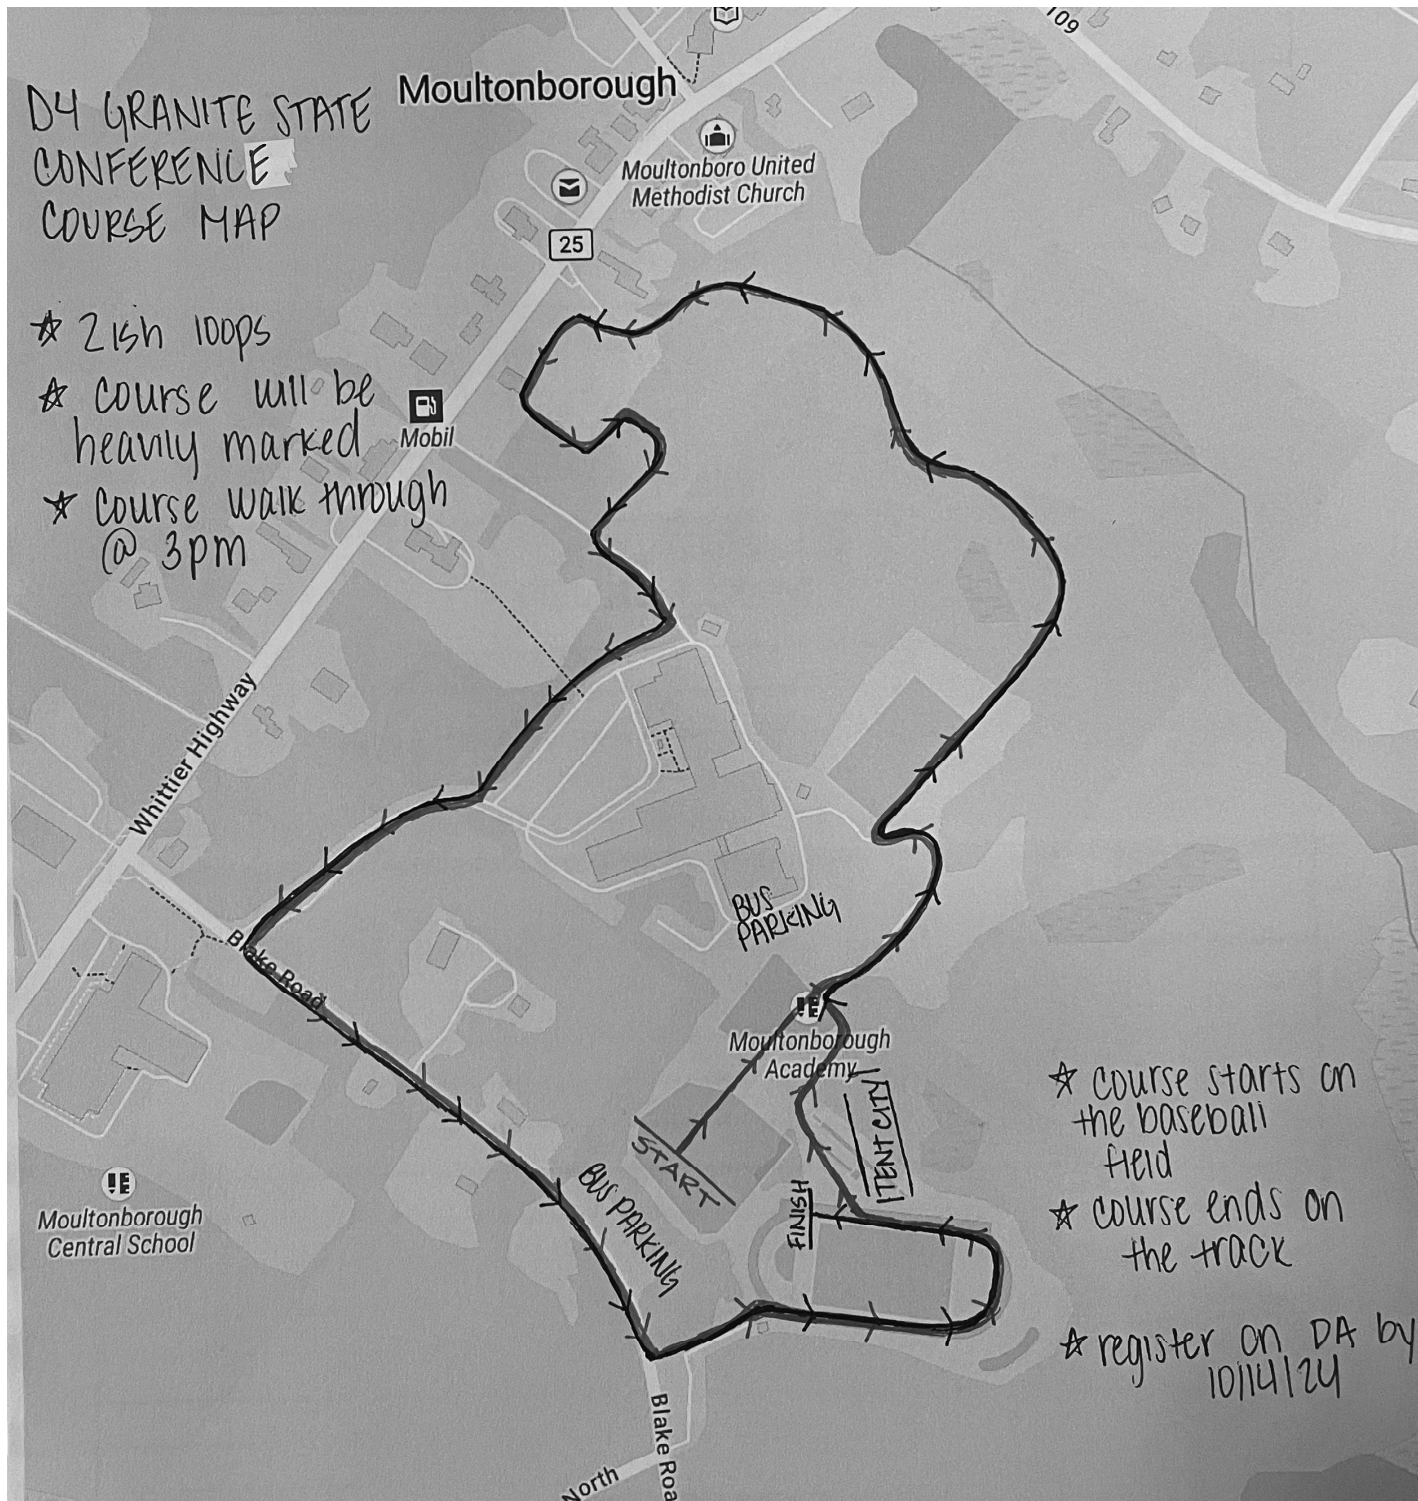 D4 GRANITE STATE
CONFERENCE
COURSE MAP
☆ 2ish loops
☆ course will be
heavily marked
☆ course walk through
@ 3pm
Moultonborough
109
Moultonboro United
Methodist Church
25
Mobil
Whittier Highway
Blake Road
BUS
PARKING
Moultonborough
Academy
TENT CITY!
START
FINISH
BUS PARKING
Moultonborough
Central School
☆ course starts on
the baseball
field
☆ course ends on
the track
☆ register on DA by
10/14/24
Blake Roa
North